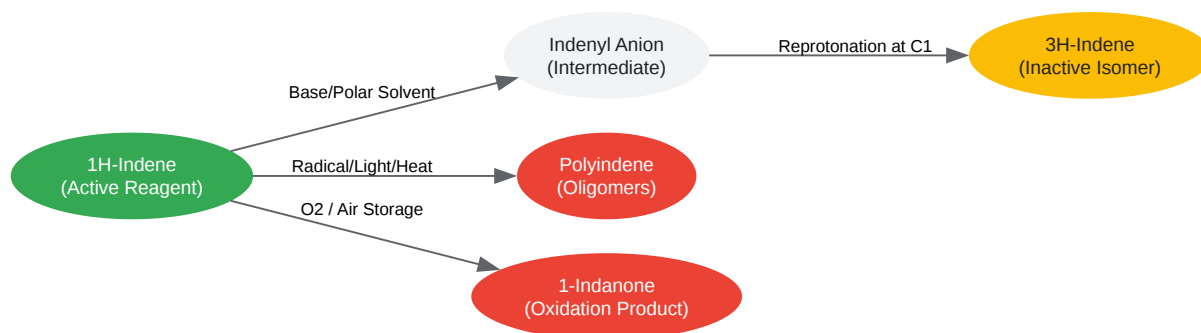 Indenyl Anion
(Intermediate)
Reprotonation at C1
3H-Indene
(Inactive Isomer)
Base/Polar Solvent
1H-Indene
(Active Reagent)
Radical/Light/Heat
Polyindene
(Oligomers)
O2 / Air Storage
1-Indanone
(Oxidation Product)